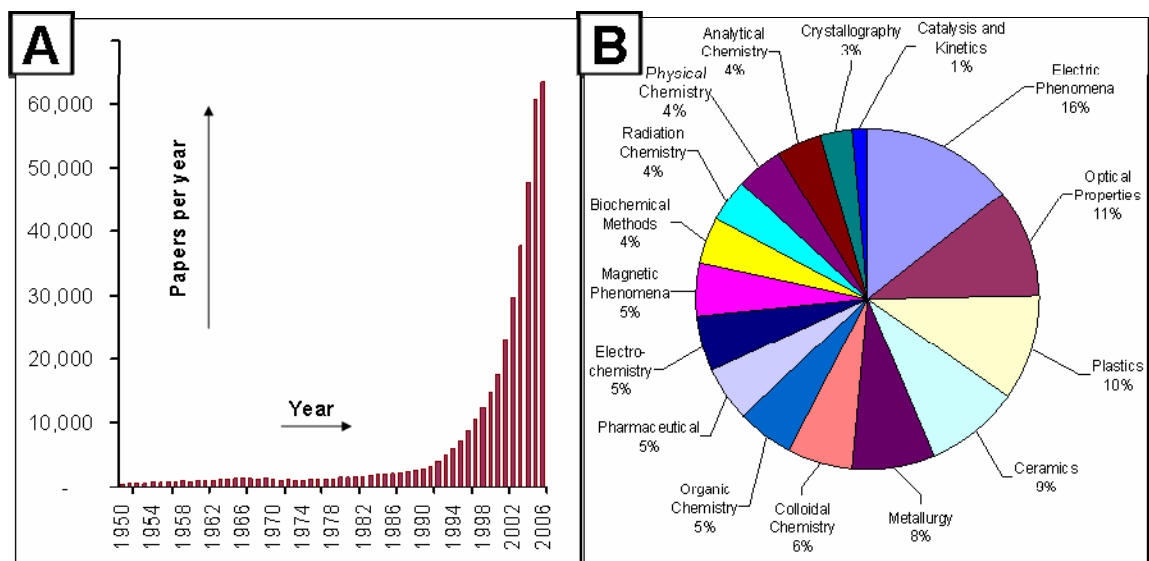 A
60,000
50,000
40,000
30,000
20,000
10,000
-
Papers per year
Year
1950
1954
1958
1962
1966
1970
1974
1978
1982
1986
1990
1994
1998
2002
2006
B
Catalysis and
Kinetics
1%
Electric
Phenomena
16%
Optical
Properties
11%
Plastics
10%
Ceramics
9%
Metallurgy
8%
Colloidal
Chemistry
6%
Organic
Chemistry
5%
Pharmaceutical
5%
Electro-
chemistry
5%
Magnetic
Phenomena
5%
Biochemical
Methods
4%
Radiation
Chemistry
4%
Physical
Chemistry
4%
Analytical
Chemistry
4%
Crystallography
3%